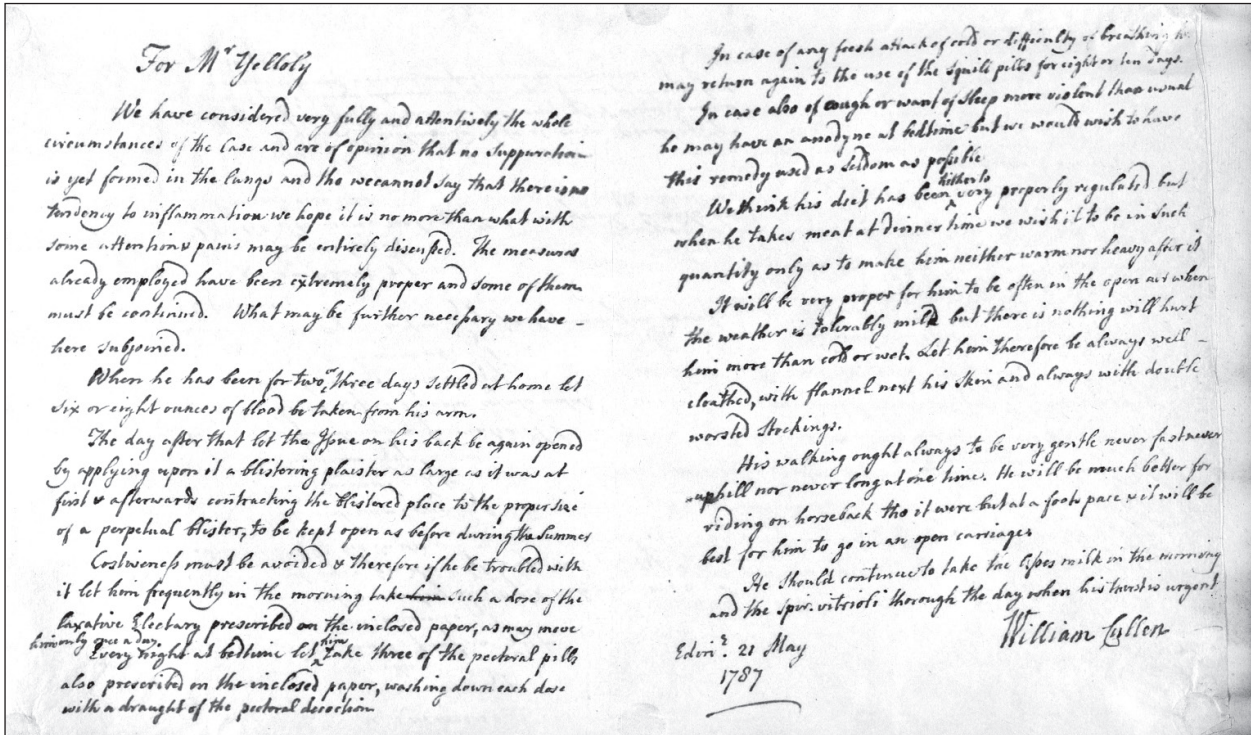 For Mr Yelloly
We have considered very fully and attentively the whole
circumstances of the Case and are of opinion that no Suppuration
is yet formed in the lungs and tho we cannot say that there is no
tendency to inflammation we hope it is no more than what with
some attention & pains may be entirely discussed. The measures
already employed have been extremely proper and some of them
must be continued. What may be further necessary we have -
here subjoined.
When he has been for two or three days settled at home let
six or eight ounces of blood be taken from his arm.
The day after that let the Issue on his back be again opened
by applying upon it a blistering plaister as large as it was at
first & afterwards contracting the blistered place to the proper size
of a perpetual blister, to be kept open as before during the Summer
Costiveness must be avoided & therefore if he be troubled with
it let him frequently in the morning take him such a dose of the
laxative Electary prescribed on the inclosed paper, as may move
him only once a day.
Every night at bedtime let him take three of the pectoral pills
also prescribed on the inclosed paper, washing down each dose
with a draught of the pectoral decoction
In case of any fresh attack of cold or difficulty of breathing he
may return again to the use of the squill pills for eight or ten days.
In case also of cough or want of sleep more violent than usual
he may have an anodyne at bedtime but we would wish to have
this remedy used as seldom as possible
We think his diet has been hitherto very properly regulated but
when he takes meat at dinner time we wish it to be in such
quantity only as to make him neither warm nor heavy after it
It will be very proper for him to be often in the open air when
the weather is tolerably mild but there is nothing will hurt
him more than cold or wet. Let him therefore be always well -
cloathed, with flannel next his skin and always with double
worsted Stockings.
His walking ought always to be very gentle never fast never
uphill nor never long at one time. He will be much better for
riding on horseback tho it were but at a foots pace & it will be
best for him to go in an open carriage
He should continue to take the asses milk in the morning
and the spir. vitrioli thorough the day when his thirst is urgent
William Cullen
Edinr. 21 May
1787